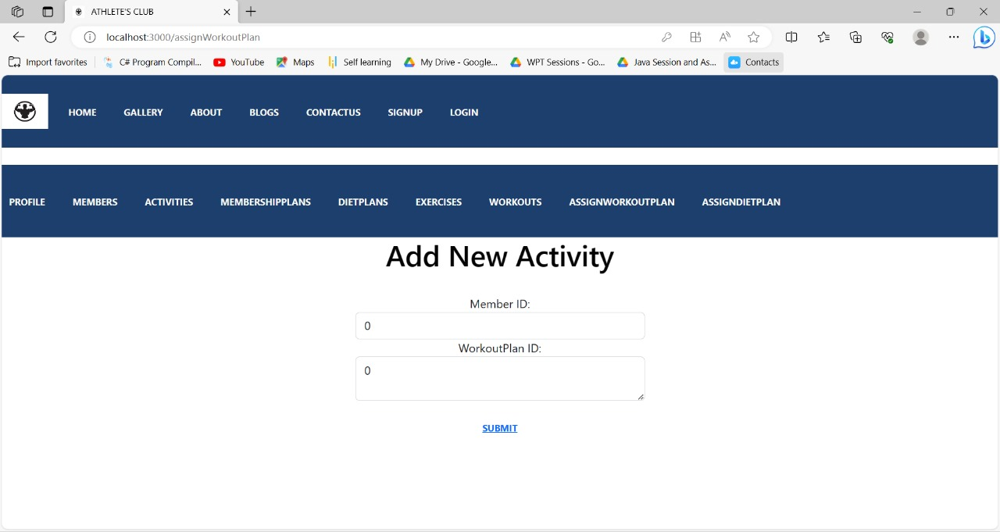 ATHLETE'S CLUB
localhost:3000/assignWorkoutPlan
Import favorites C# Program Compil... YouTube Maps Self learning My Drive - Google... WPT Sessions - Go... Java Session and As... Contacts
HOME GALLERY ABOUT BLOGS CONTACTUS SIGNUP LOGIN
PROFILE MEMBERS ACTIVITIES MEMBERSHIPPLANS DIETPLANS EXERCISES WORKOUTS ASSIGNWORKOUTPLAN ASSIGNDIETPLAN
Add New Activity
Member ID:
0
WorkoutPlan ID:
0
SUBMIT